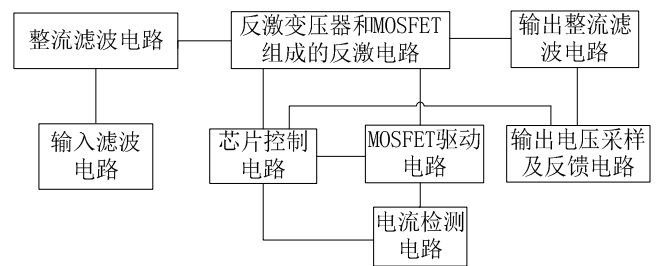 整流滤波电路
反激变压器和MOSFET
组成的反激电路
输出整流滤
波电路
输入滤波
电路
芯片控制
电路
MOSFET驱动
电路
输出电压采样
及反馈电路
电流检测
电路